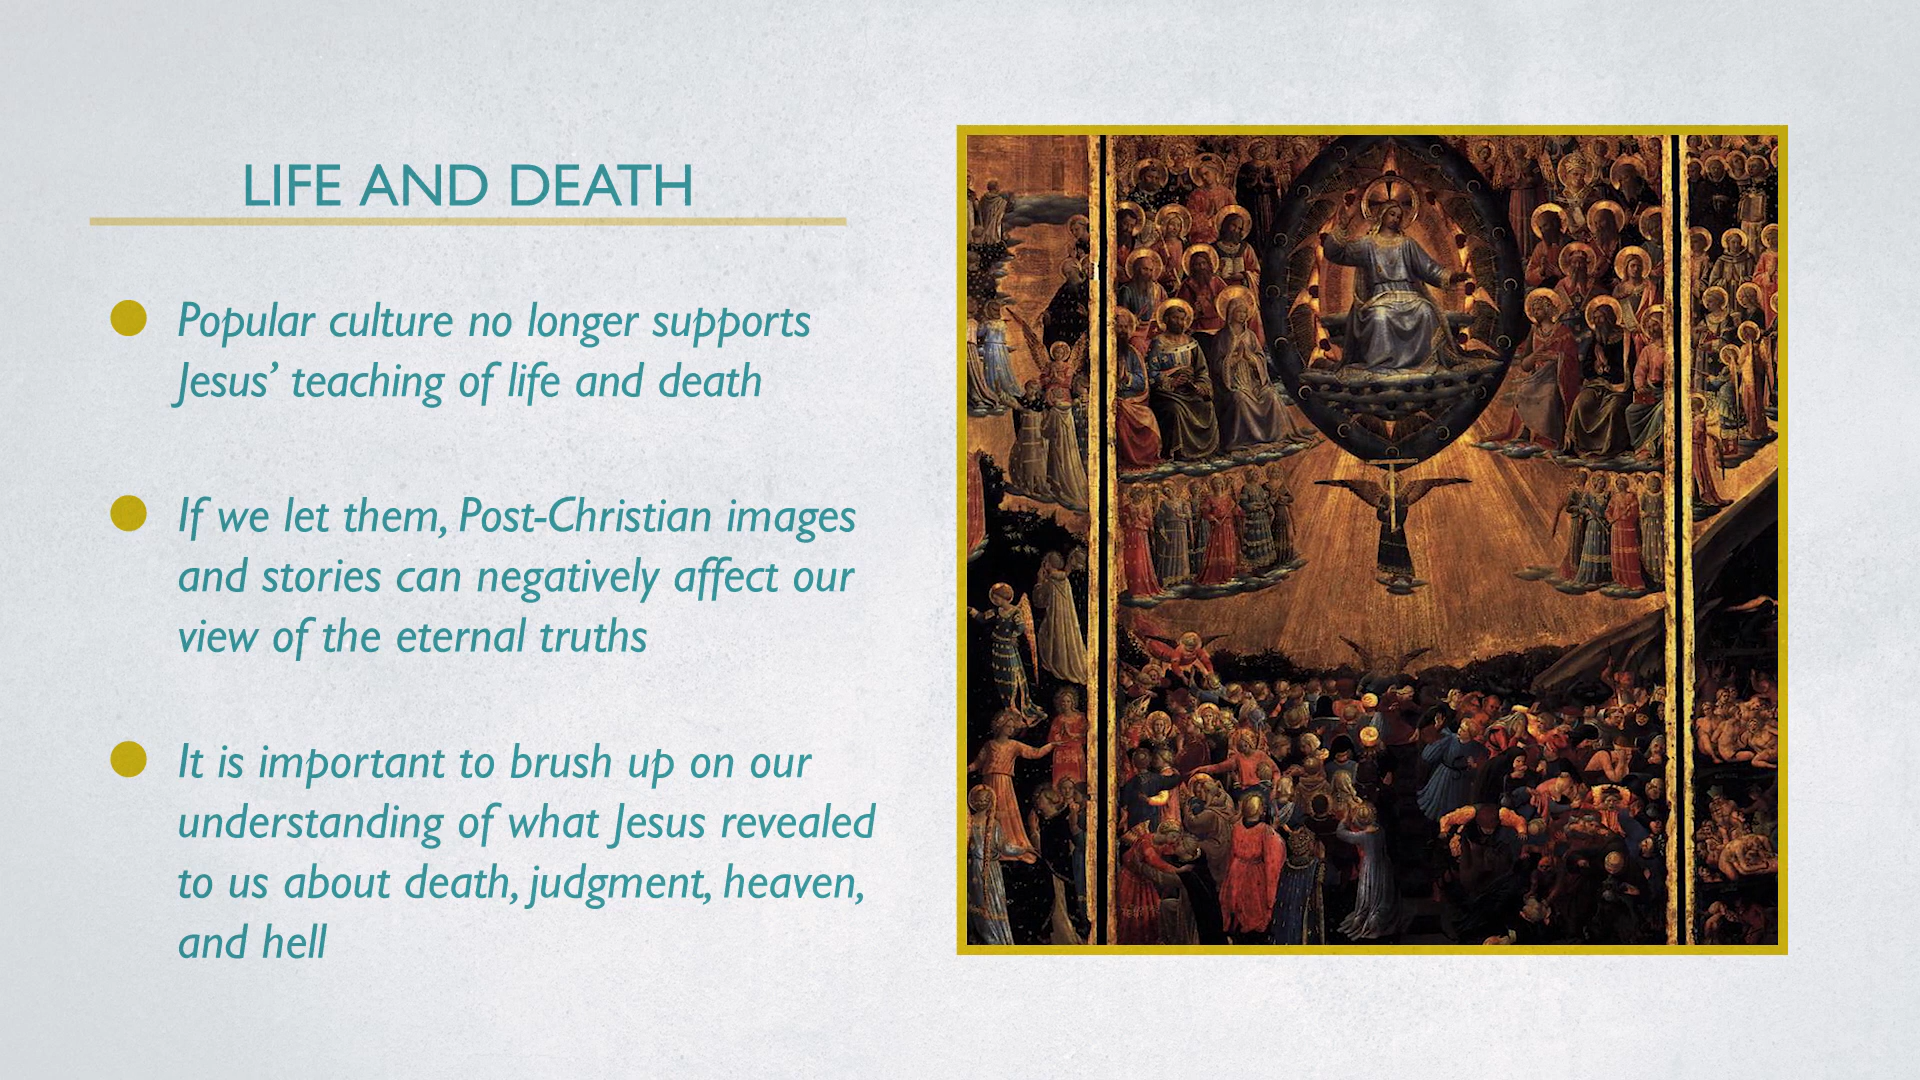 LIFE AND DEATH
Popular culture no longer supports
Jesus’ teaching of life and death
If we let them, Post-Christian images
and stories can negatively affect our
view of the eternal truths
It is important to brush up on our
understanding of what Jesus revealed
to us about death, judgment, heaven,
and hell